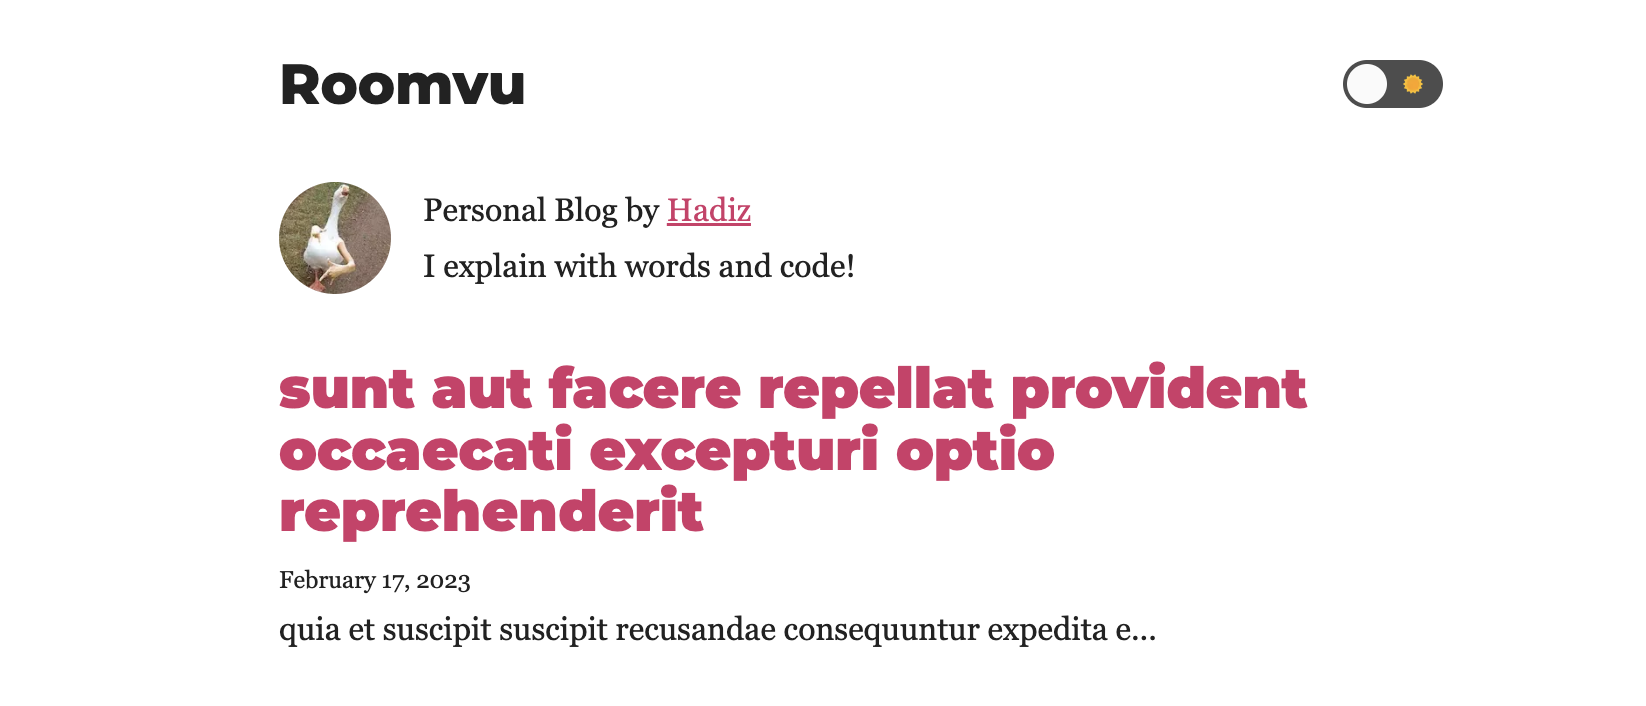 Roomvu
Personal Blog by Hadiz
I explain with words and code!
sunt aut facere repellat provident
occaecati excepturi optio
reprehenderit
February 17, 2023
quia et suscipit suscipit recusandae consequuntur expedita e...